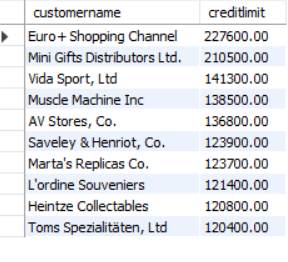 customername creditlimit
Euro+ Shopping Channel 227600.00
Mini Gifts Distributors Ltd. 210500.00
Vida Sport, Ltd 141300.00
Muscle Machine Inc 138500.00
AV Stores, Co. 136800.00
Saveley & Henriot, Co. 123900.00
Marta's Replicas Co. 123700.00
L'ordine Souveniers 121400.00
Heintze Collectables 120800.00
Toms Spezialitäten, Ltd 120400.00